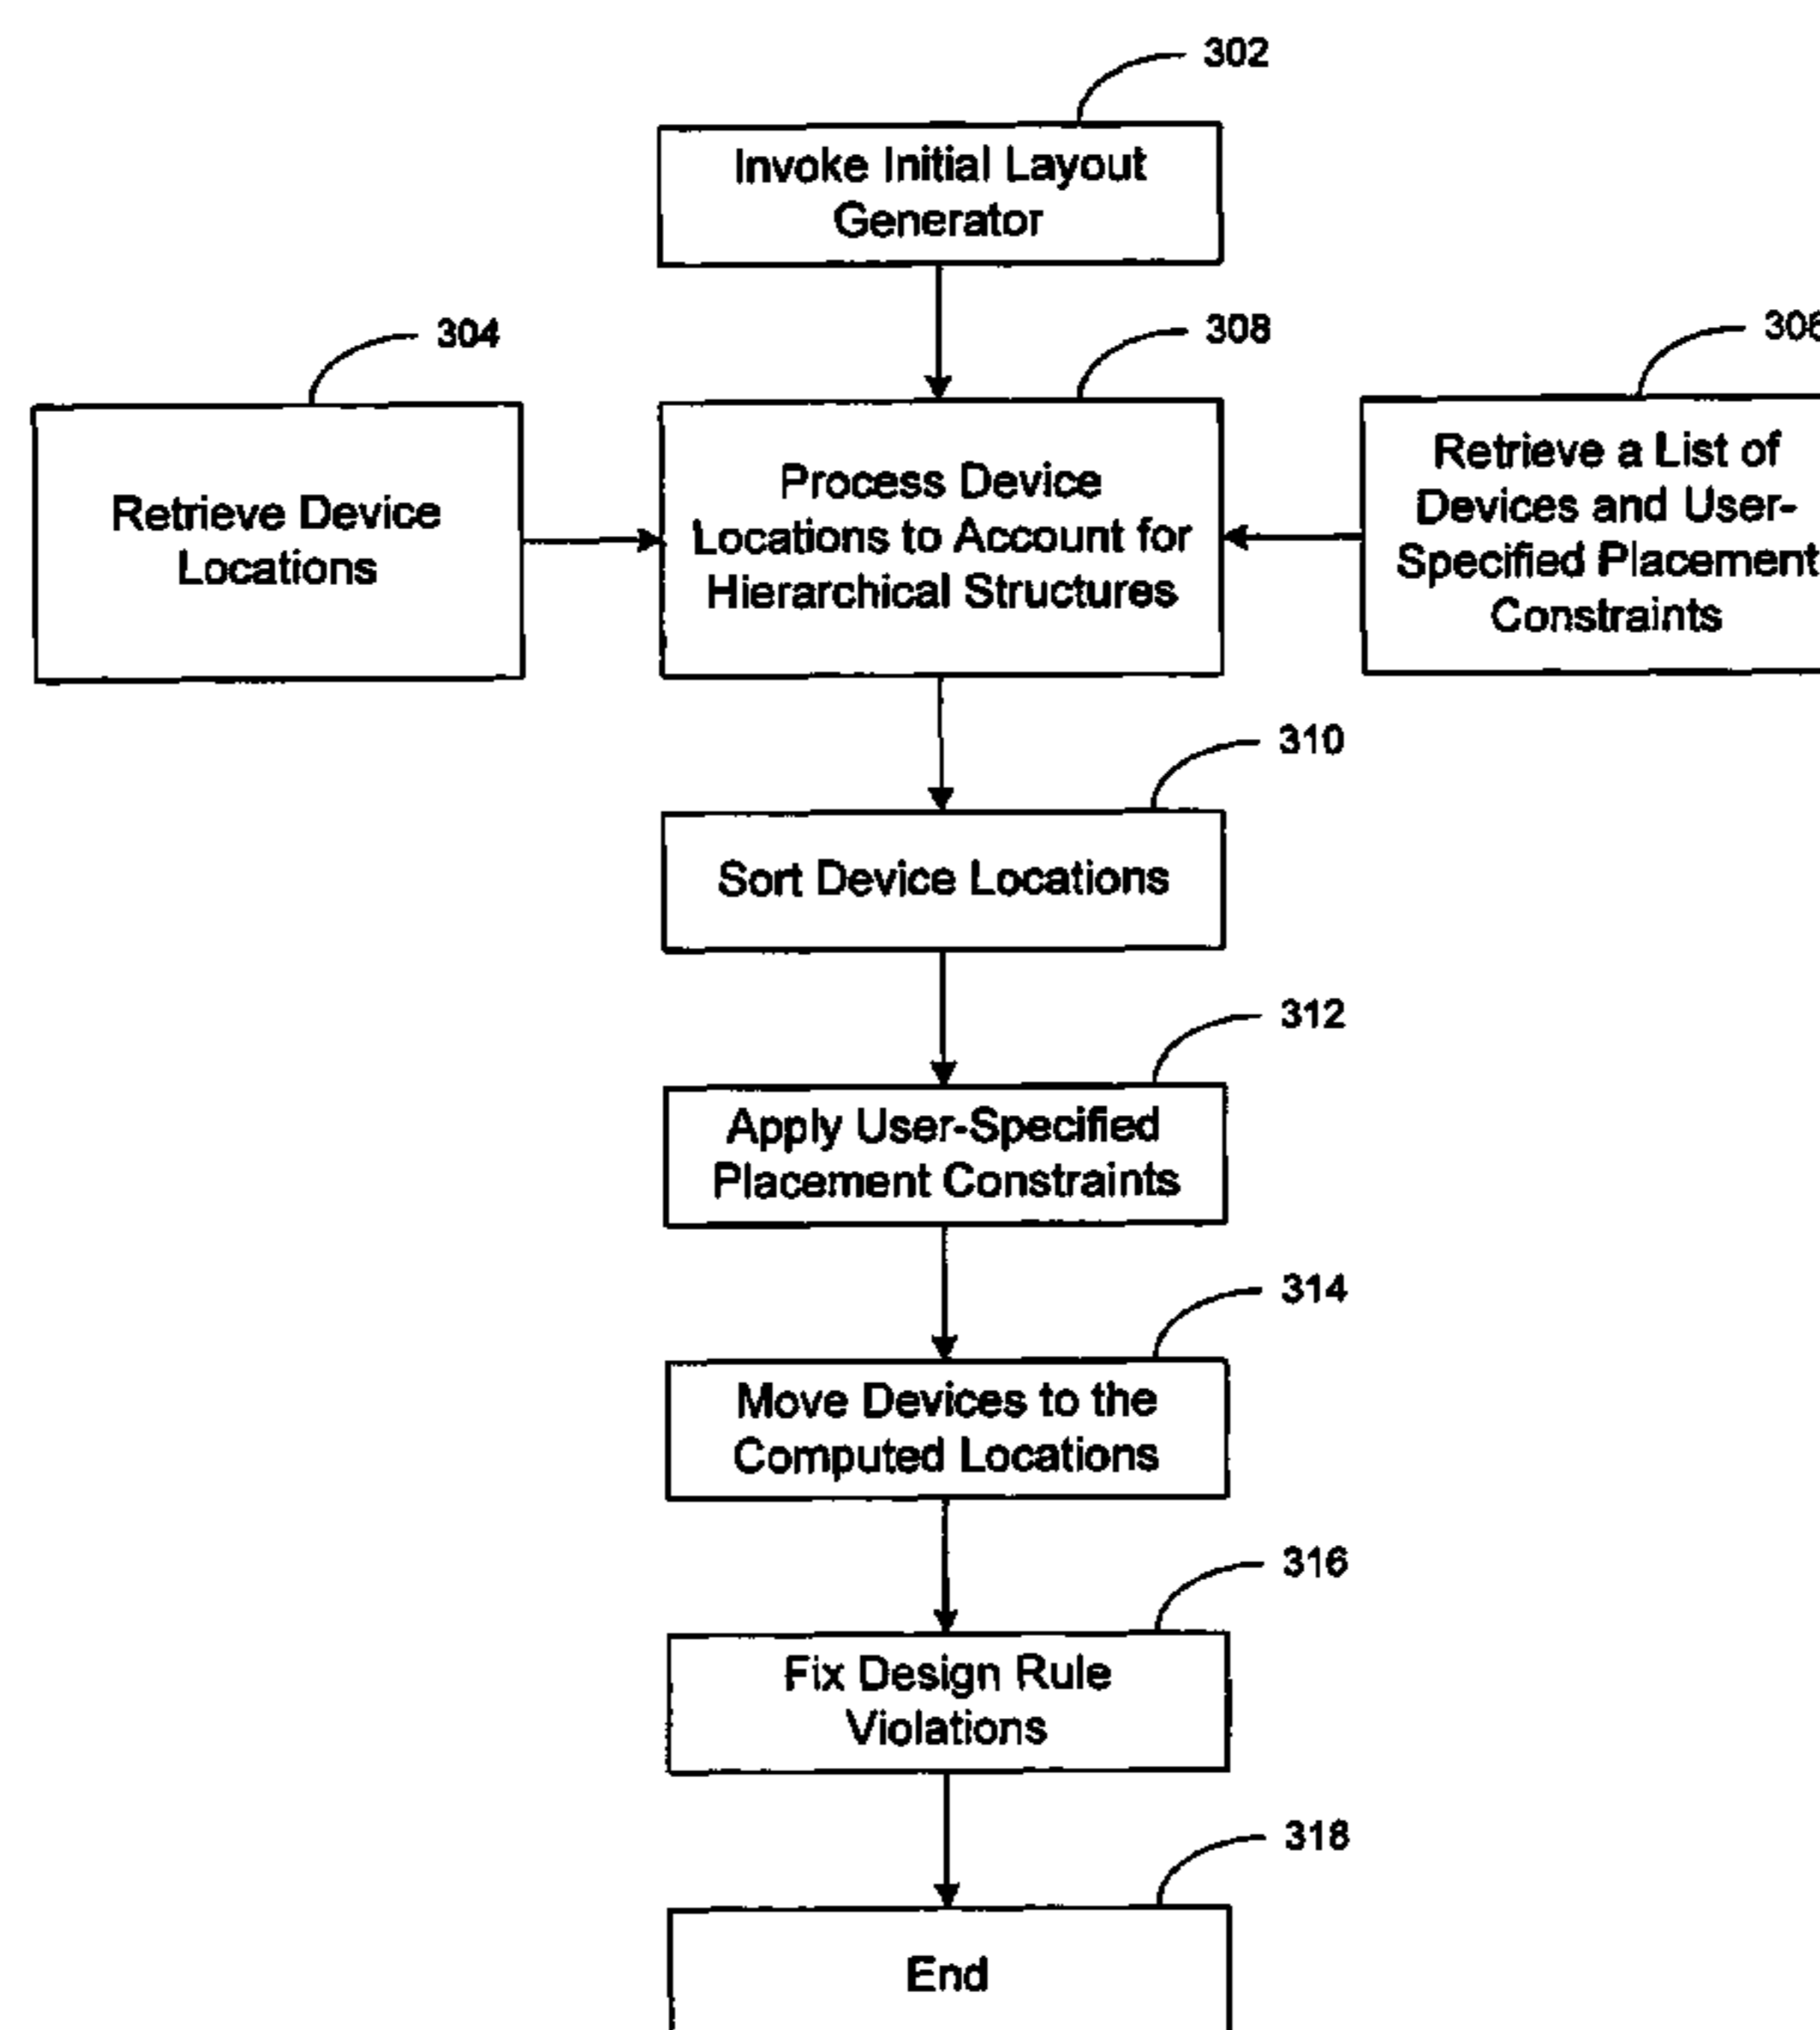 302
Invoke Initial Layout
Generator
304
308
306
Retrieve Device
Locations
Process Device
Locations to Account for
Hierarchical Structures
Retrieve a List of
Devices and User-
Specified Placement
Constraints
310
Sort Device Locations
312
Apply User-Specified
Placement Constraints
314
Move Devices to the
Computed Locations
316
Fix Design Rule
Violations
318
End